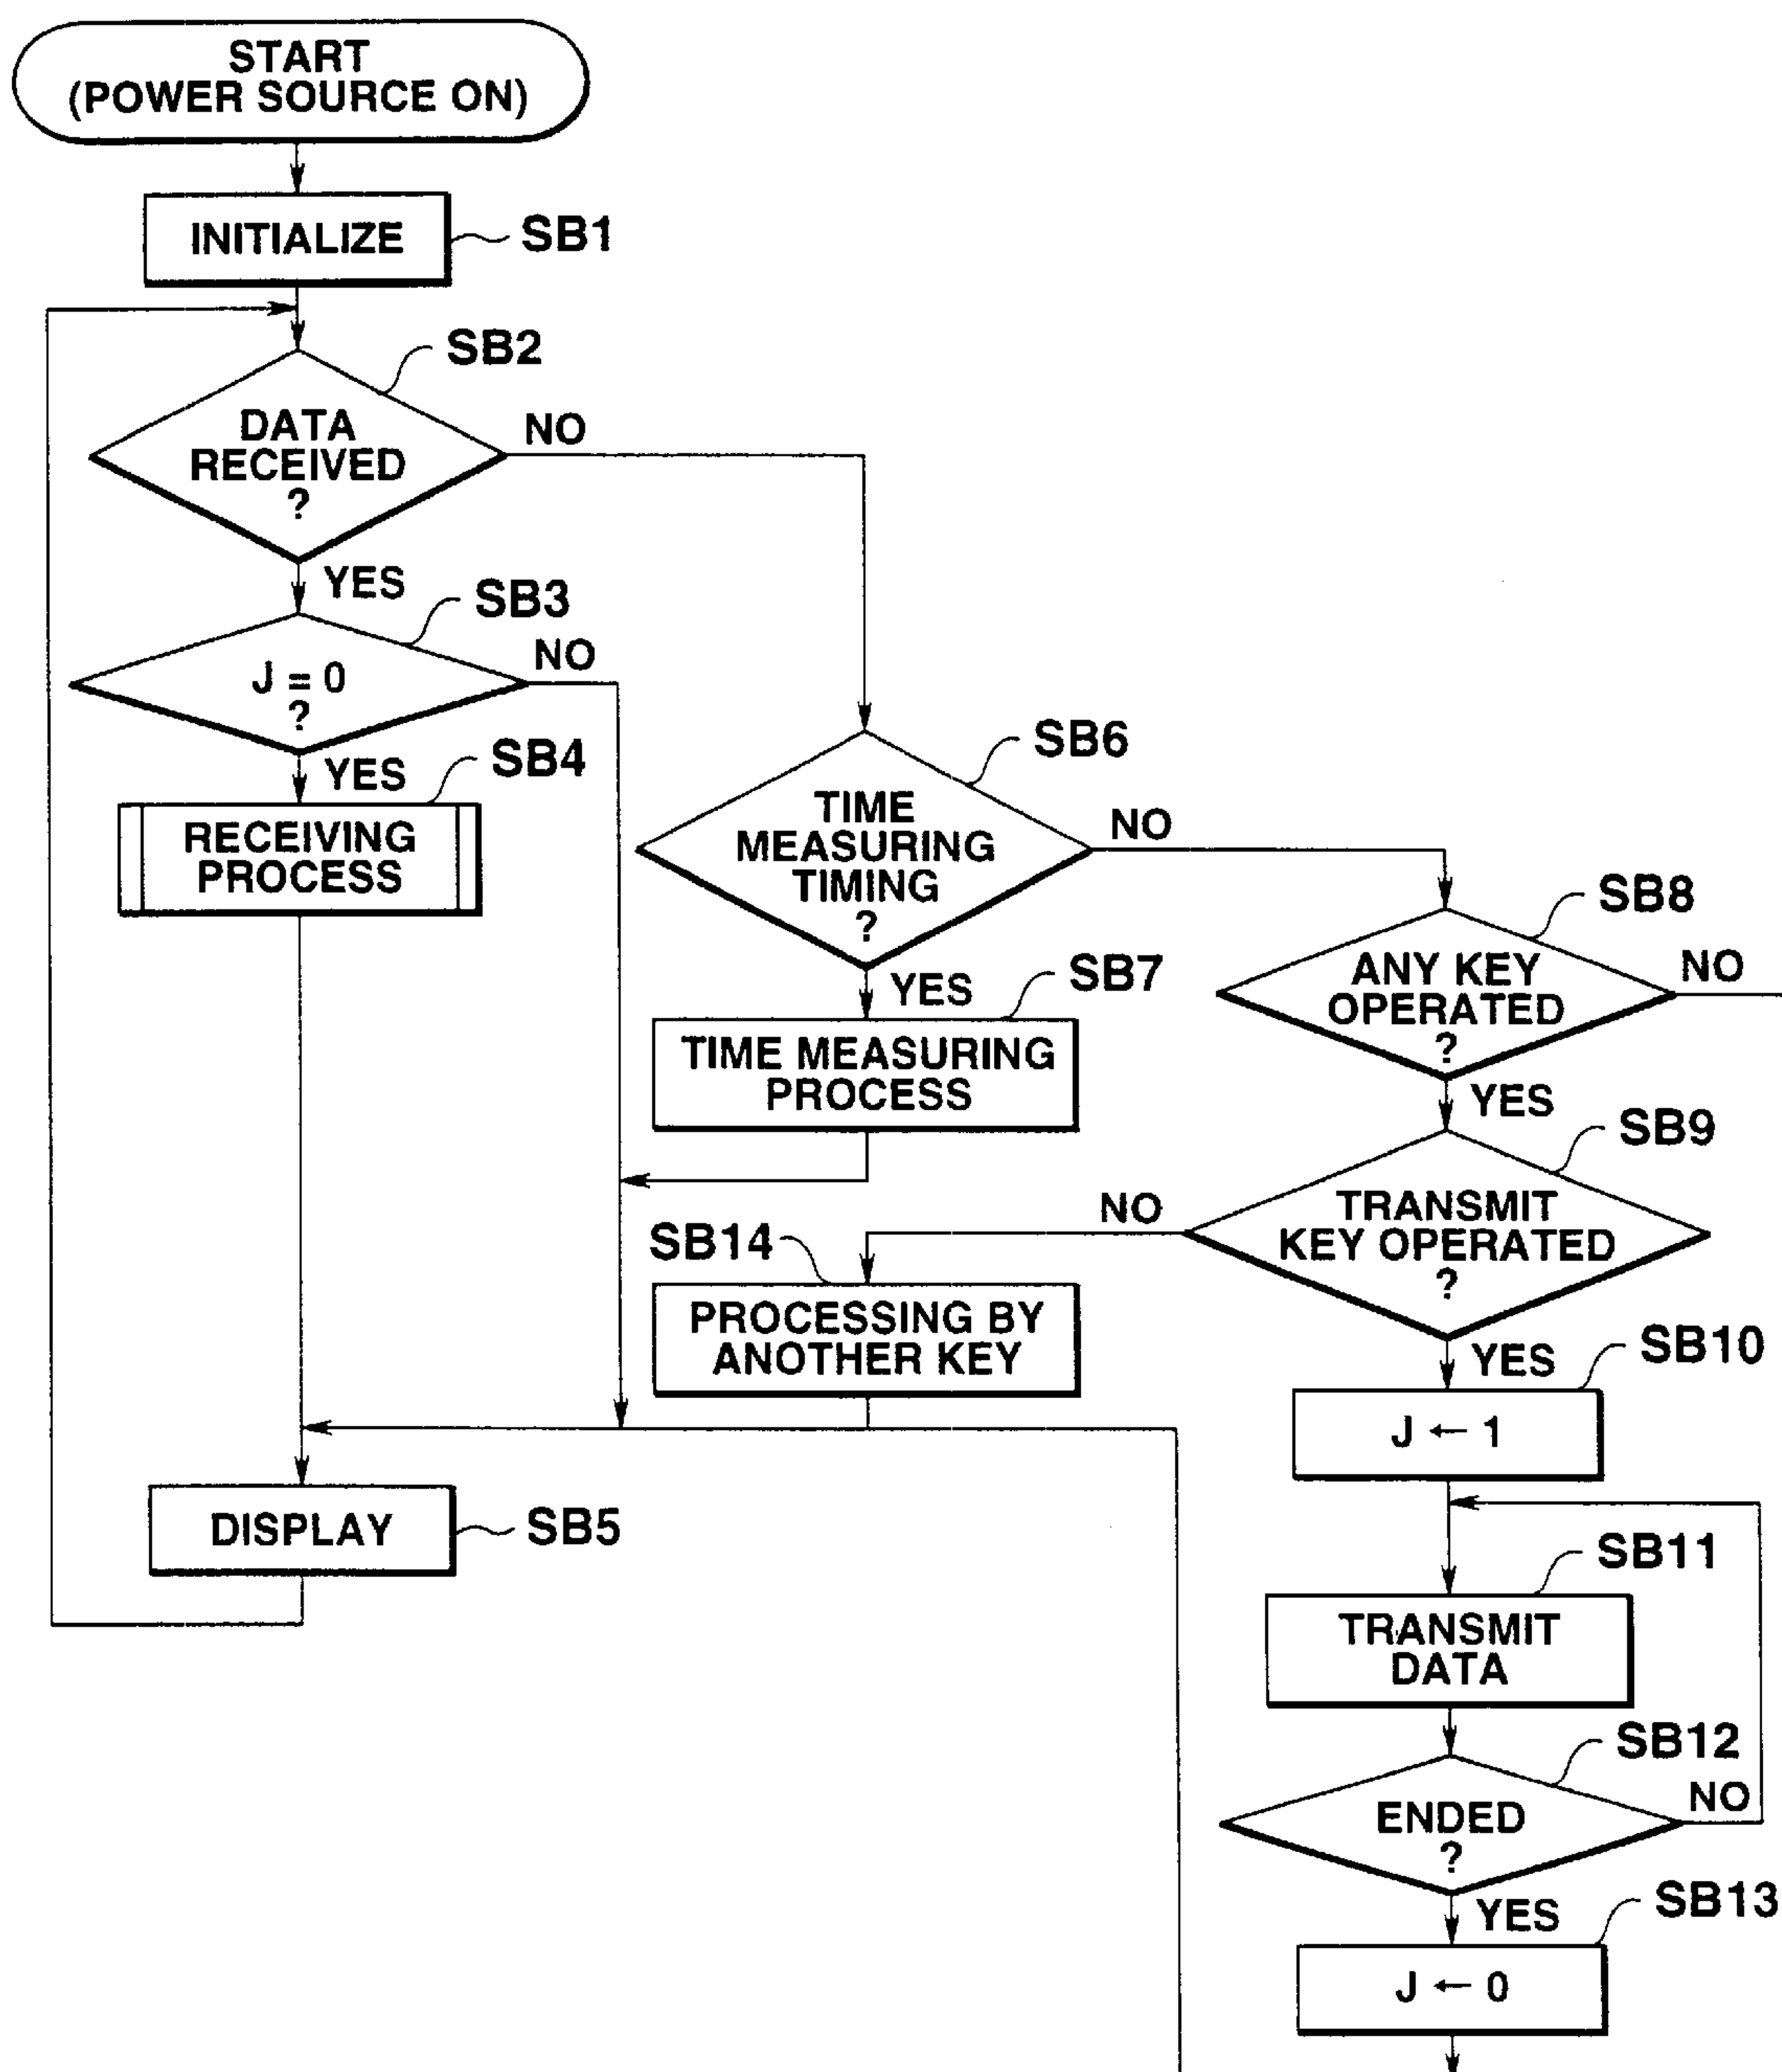 START
(POWER SOURCE ON)
INITIALIZE
SB1
SB2
DATA
RECEIVED
?
NO
YES
SB3
J = 0
?
NO
YES
SB4
RECEIVING
PROCESS
SB6
TIME
MEASURING
TIMING
?
NO
YES
SB7
TIME MEASURING
PROCESS
SB8
ANY KEY
OPERATED
?
NO
YES
SB9
TRANSMIT
KEY OPERATED
?
NO
YES
SB14
PROCESSING BY
ANOTHER KEY
SB10
J ← 1
DISPLAY
SB5
SB11
TRANSMIT
DATA
SB12
ENDED
?
NO
YES
SB13
J ← 0